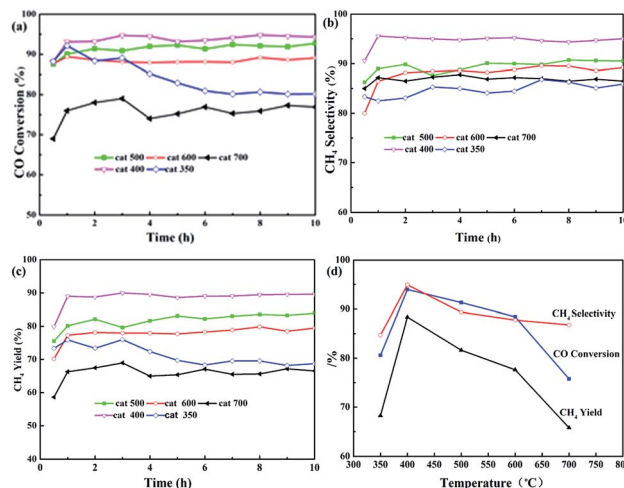 (a)
CO Conversion (%)
100
90
80
70
60
50
cat 500 cat 600 cat 700
cat 400 cat 350
0 2 4 6 8 10
Time (h)
(b)
CH4 Selectivity (%)
100
90
80
70
60
cat 500 cat 600 cat 700
cat 400 cat 350
0 2 4 6 8 10
Time (h)
(c)
CH4 Yield (%)
100
90
80
70
60
50
40
cat 500 cat 600 cat 700
cat 400 cat 350
0 2 4 6 8 10
Time (h)
(d)
/%
100
90
80
70
60
CH4 Selectivity
CO Conversion
CH4 Yield
300 350 400 450 500 550 600 650 700 750 800
Temperature (°C)